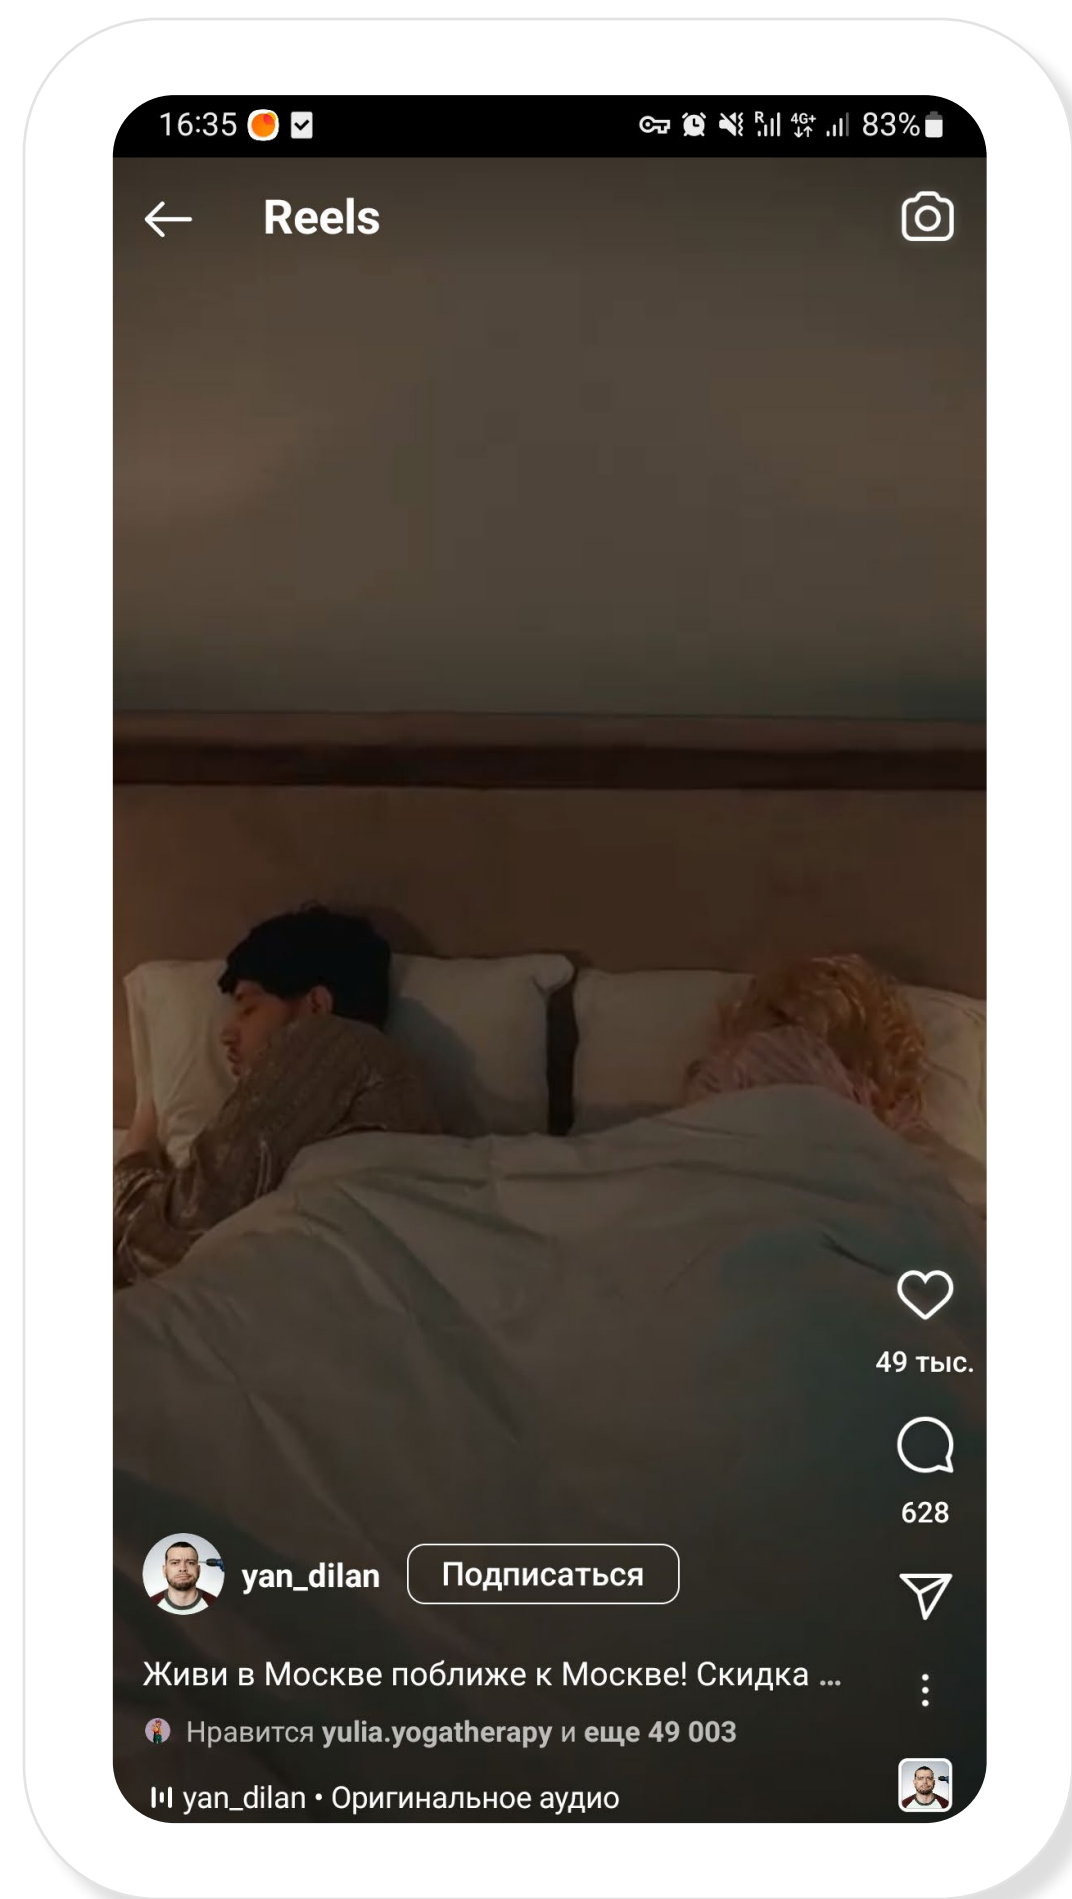 16:35 R 4G+ 83%
Reels
49 тыс.
628
yan_dilan Подписаться
Живи в Москве поближе к Москве! Скидка ...
Нравится yulia.yogatherapy и еще 49 003
yan_dilan • Оригинальное аудио